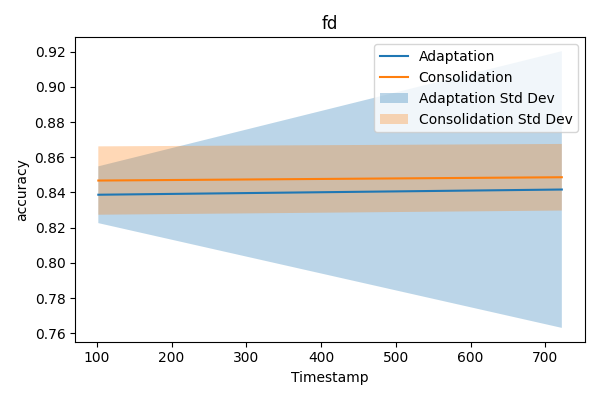 fd
0.92
0.90
0.88
0.86
0.84
0.82
0.80
0.78
0.76
accuracy
Adaptation
Consolidation
Adaptation Std Dev
Consolidation Std Dev
100 200 300 400 500 600 700
Timestamp